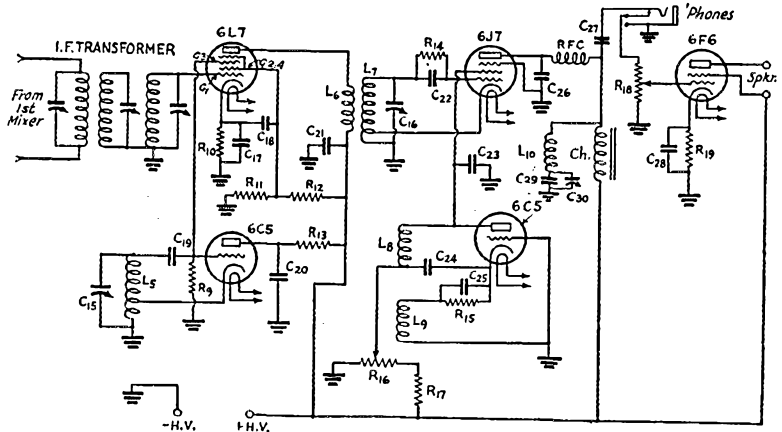 I.F. TRANSFORMER
From
1st
Mixer
6L7
G3
G2,4
G1
C18
R10
C17
R11
R12
L6
C21
L7
C16
R14
C22
6J7
RFC
C26
C27
'Phones
R18
6F6
Spkr.
C28
R19
L10
C29
C30
Ch.
C23
6C5
L8
C24
C25
R15
L9
R16
R17
6C5
R13
C19
C20
L5
C15
R9
-H.V.
+H.V.